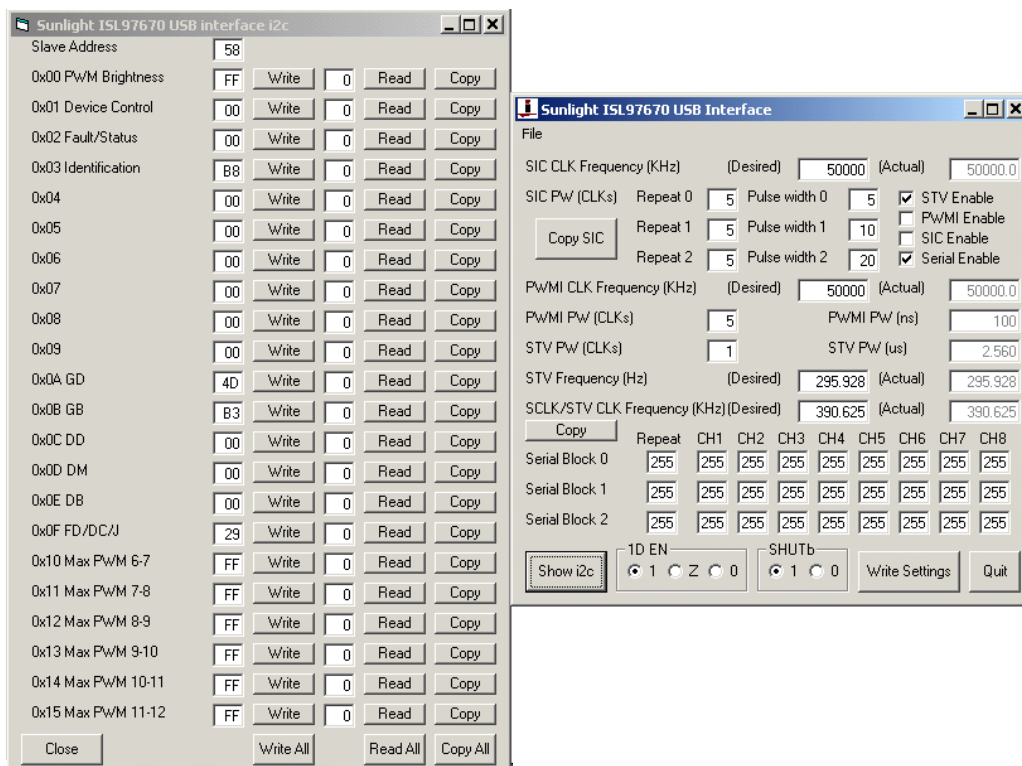 Sunlight ISL97670 USB interface i2c
Slave Address 58
0x00 PWM Brightness FF Write 0 Read Copy
0x01 Device Control 00 Write 0 Read Copy
0x02 Fault/Status 00 Write 0 Read Copy
0x03 Identification B8 Write 0 Read Copy
0x04 00 Write 0 Read Copy
0x05 00 Write 0 Read Copy
0x06 00 Write 0 Read Copy
0x07 00 Write 0 Read Copy
0x08 00 Write 0 Read Copy
0x09 00 Write 0 Read Copy
0x0A GD 4D Write 0 Read Copy
0x0B GB B3 Write 0 Read Copy
0x0C DD 00 Write 0 Read Copy
0x0D DM 00 Write 0 Read Copy
0x0E DB 00 Write 0 Read Copy
0x0F FD/DC/J 29 Write 0 Read Copy
0x10 Max PWM 6-7 FF Write 0 Read Copy
0x11 Max PWM 7-8 FF Write 0 Read Copy
0x12 Max PWM 8-9 FF Write 0 Read Copy
0x13 Max PWM 9-10 FF Write 0 Read Copy
0x14 Max PWM 10-11 FF Write 0 Read Copy
0x15 Max PWM 11-12 FF Write 0 Read Copy
Close Write All Read All Copy All
Sunlight ISL97670 USB Interface
File
SIC CLK Frequency (KHz) (Desired) 50000 (Actual) 50000.0
SIC PW (CLKs) Repeat 0 5 Pulse width 0 5 STV Enable
PWMI Enable
Copy SIC Repeat 1 5 Pulse width 1 10
SIC Enable
Repeat 2 5 Pulse width 2 20 Serial Enable
PWMI CLK Frequency (KHz) (Desired) 50000 (Actual) 50000.0
PWMI PW (CLKs) 5 PWMI PW (ns) 100
STV PW (CLKs) 1 STV PW (us) 2.560
STV Frequency (Hz) (Desired) 295.928 (Actual) 295.928
SCLK/STV CLK Frequency (KHz) (Desired) 390.625 (Actual) 390.625
Copy Repeat CH1 CH2 CH3 CH4 CH5 CH6 CH7 CH8
Serial Block 0 255 255 255 255 255 255 255 255 255
Serial Block 1 255 255 255 255 255 255 255 255 255
Serial Block 2 255 255 255 255 255 255 255 255 255
1D EN SHUTb
Show i2c 1 Z 0 1 0 Write Settings Quit